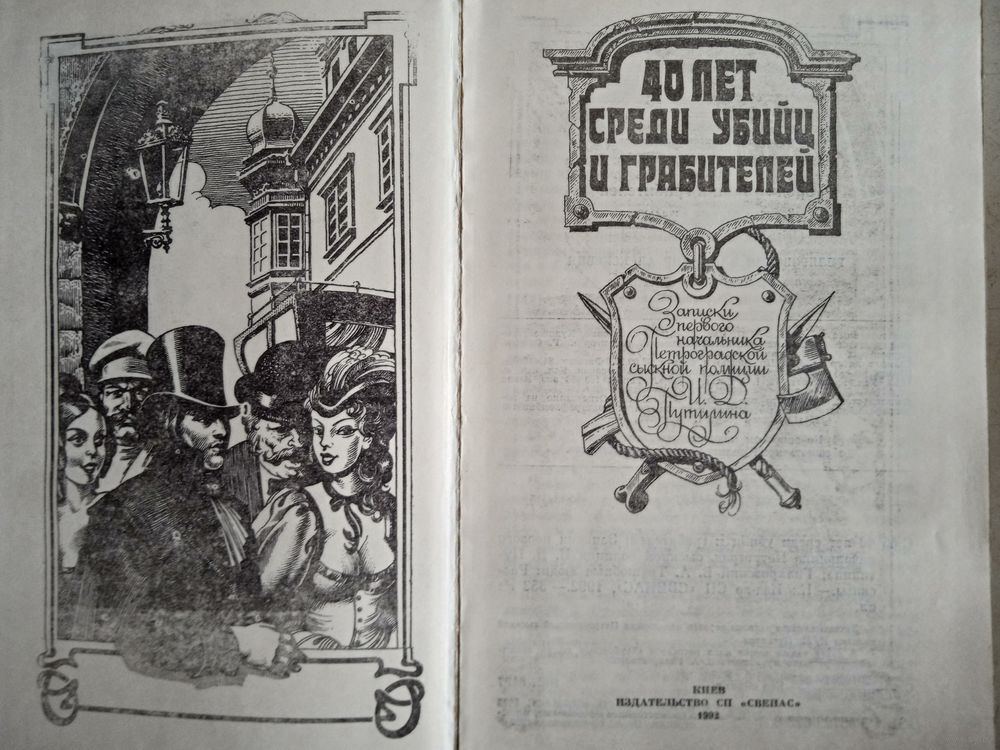 40 ЛЕТ
СРЕДИ УБИЙЦ
И ГРАБИТЕЛЕЙ
Записки
первого
начальника
Петроградской
сыскной полиции
И. Д.
Путилина
КИЕВ
ИЗДАТЕЛЬСТВО СП «СВЕНАС»
1992